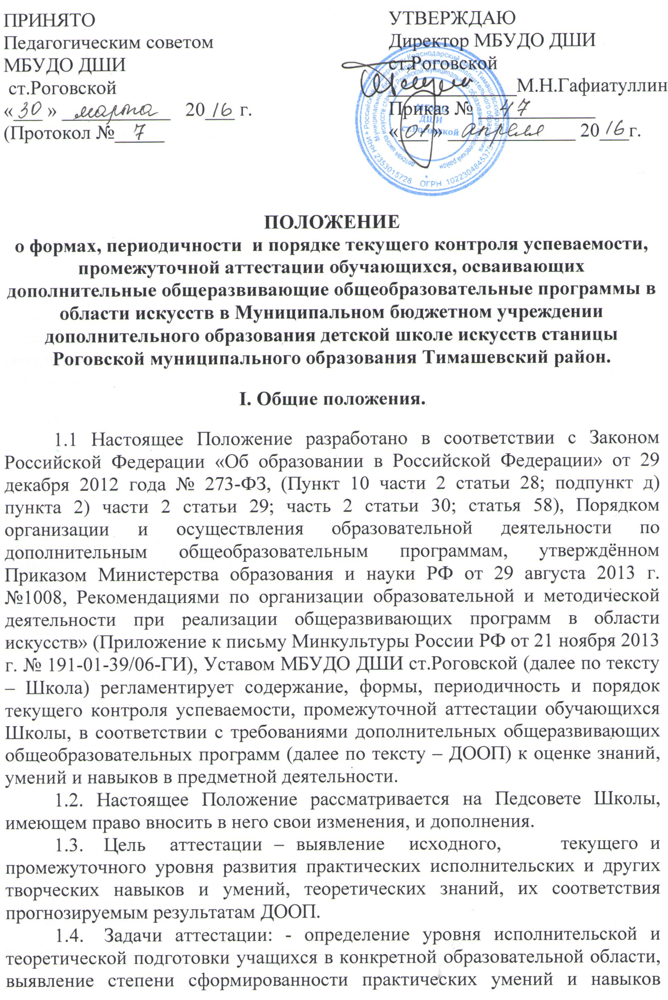 ПРИНЯТО
Педагогическим советом
МБУДО ДШИ
ст.Роговской
«30» марта 2016 г.
(Протокол № 7
УТВЕРЖДАЮ
Директор МБУДО ДШИ
ст.Роговской
М.Н.Гафиатуллин
Приказ № 47
«01» апреля 2016г.
* Российская Федерация * Краснодарский край * Тимашевский район
ИНН 2353015728 ОГРН 1022304845375
МБУДО
ДШИ
ст.Роговской
ПОЛОЖЕНИЕ
о формах, периодичности и порядке текущего контроля успеваемости,
промежуточной аттестации обучающихся, осваивающих
дополнительные общеразвивающие общеобразовательные программы в
области искусств в Муниципальном бюджетном учреждении
дополнительного образования детской школе искусств станицы
Роговской муниципального образования Тимашевский район.
I. Общие положения.
1.1 Настоящее Положение разработано в соответствии с Законом
Российской Федерации «Об образовании в Российской Федерации» от 29
декабря 2012 года № 273-ФЗ, (Пункт 10 части 2 статьи 28; подпункт д)
пункта 2) части 2 статьи 29; часть 2 статьи 30; статья 58), Порядком
организации и осуществления образовательной деятельности по
дополнительным общеобразовательным программам, утверждённом
Приказом Министерства образования и науки РФ от 29 августа 2013 г.
№1008, Рекомендациями по организации образовательной и методической
деятельности при реализации общеразвивающих программ в области
искусств» (Приложение к письму Минкультуры России РФ от 21 ноября 2013
г. № 191-01-39/06-ГИ), Уставом МБУДО ДШИ ст.Роговской (далее по тексту
– Школа) регламентирует содержание, формы, периодичность и порядок
текущего контроля успеваемости, промежуточной аттестации обучающихся
Школы, в соответствии с требованиями дополнительных общеразвивающих
общеобразовательных программ (далее по тексту – ДООП) к оценке знаний,
умений и навыков в предметной деятельности.
1.2. Настоящее Положение рассматривается на Педсовете Школы,
имеющем право вносить в него свои изменения, и дополнения.
1.3. Цель аттестации – выявление исходного, текущего и
промежуточного уровня развития практических исполнительских и других
творческих навыков и умений, теоретических знаний, их соответствия
прогнозируемым результатам ДООП.
1.4. Задачи аттестации: - определение уровня исполнительской и
теоретической подготовки учащихся в конкретной образовательной области,
выявление степени сформированности практических умений и навыков